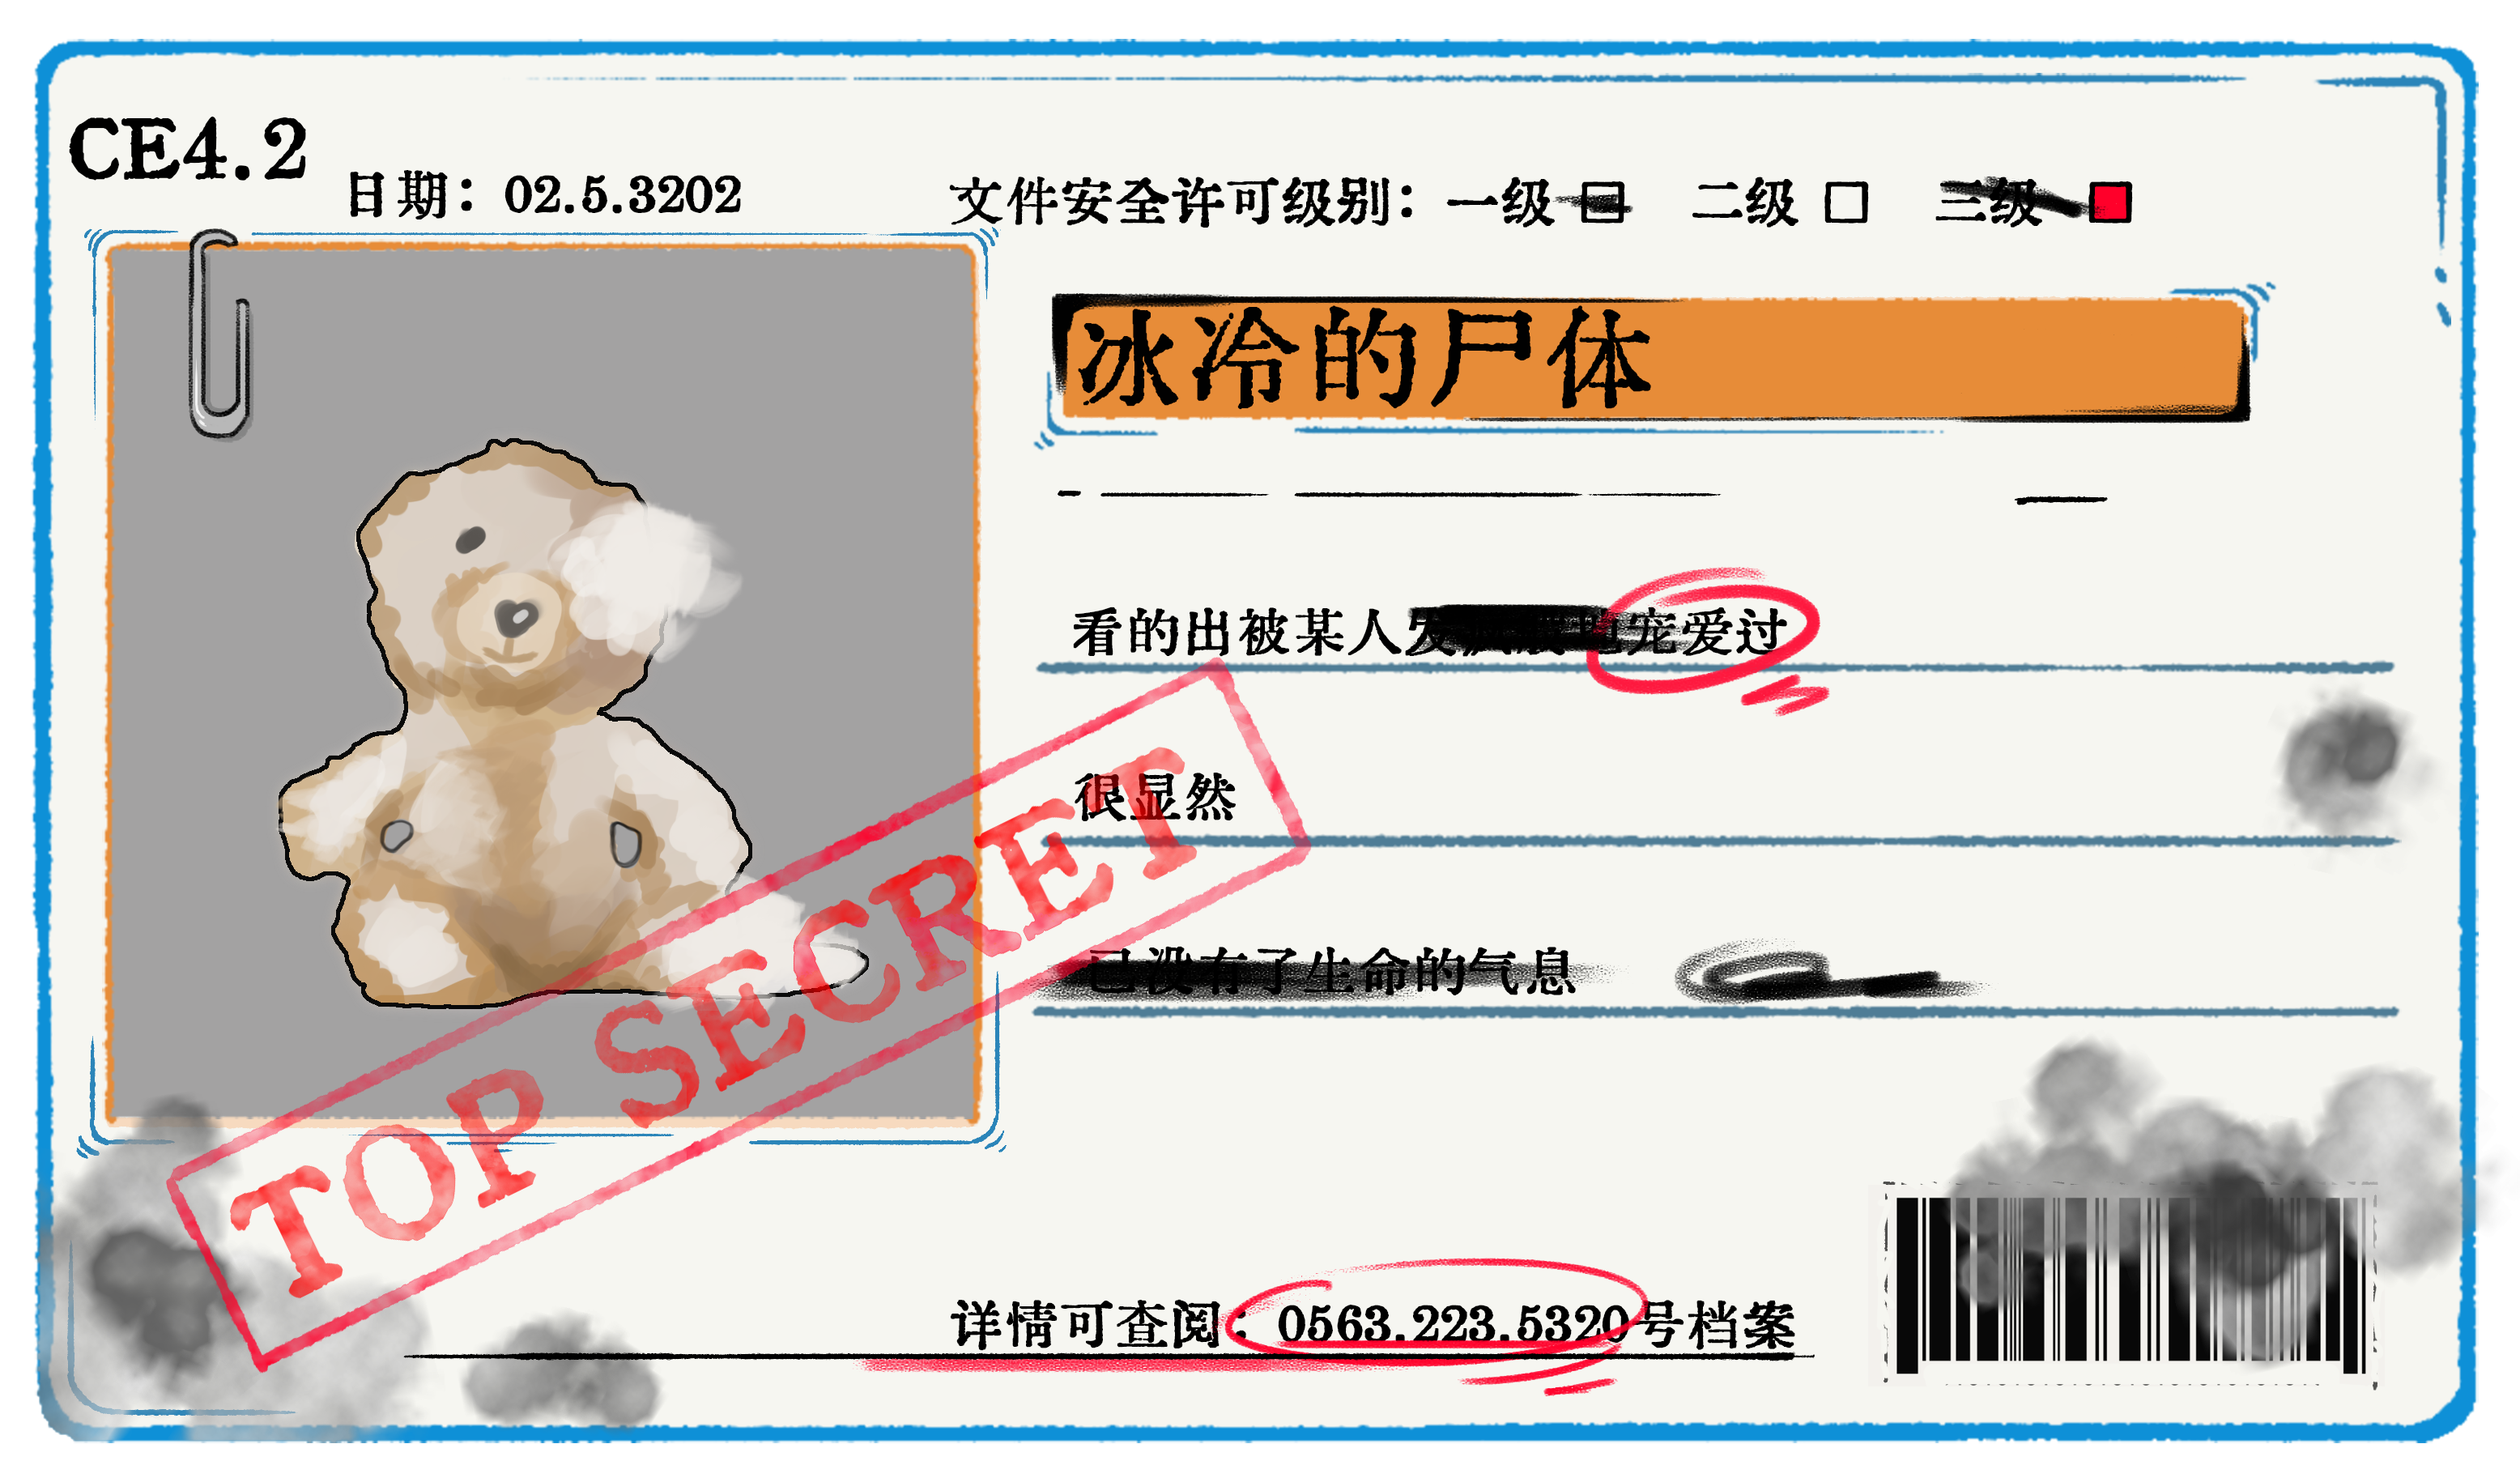 CE4.2
日期：02.5.3202
文件安全许可级别：一级 二级 三级
冰冷的尸体
看的出被某人发 地宠爱过
很显然
已没有了生命的气息
TOP SECRET
详情可查阅：0563.223.5320号档案